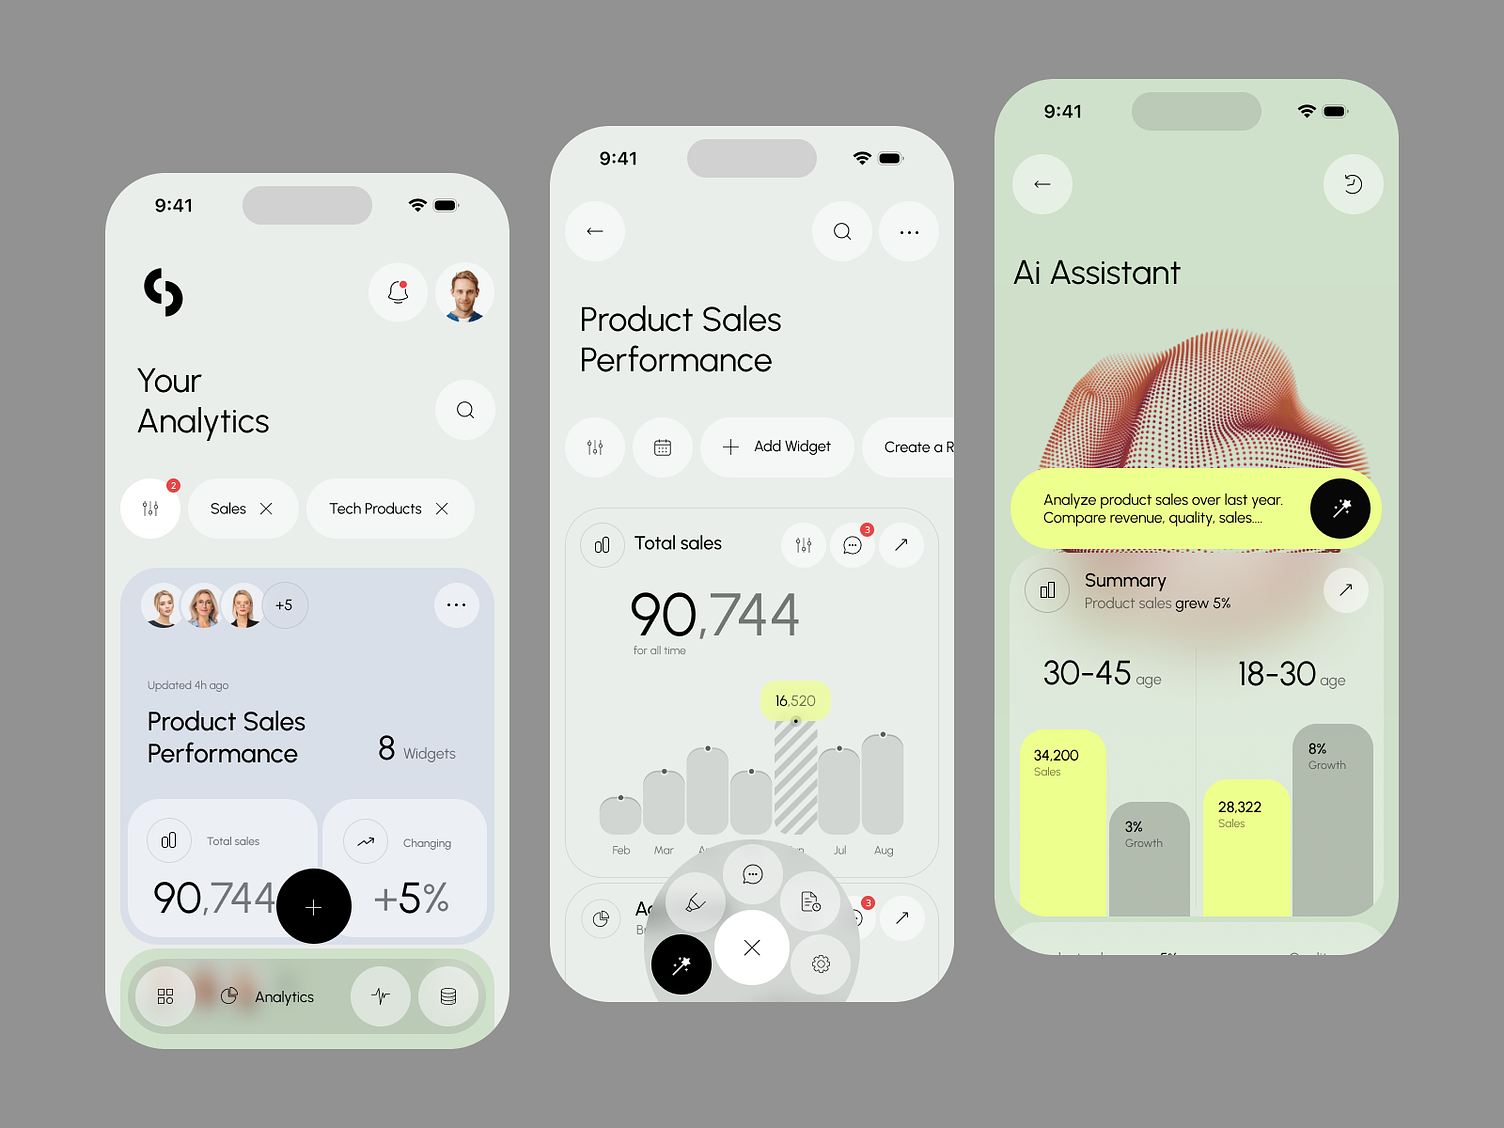 9:41
Your
Analytics
2
Sales
Tech Products
+5
Updated 4h ago
Product Sales
Performance
8 Widgets
Total sales
Changing
90,744
+5%
Analytics
9:41
Product Sales
Performance
Add Widget
Create a R
Total sales
3
90,744
for all time
16,520
Feb Mar Jul Aug
3
9:41
Ai Assistant
Analyze product sales over last year.
Compare revenue, quality, sales....
Summary
Product sales grew 5%
30-45 age
18-30 age
34,200
Sales
3%
Growth
28,322
Sales
8%
Growth